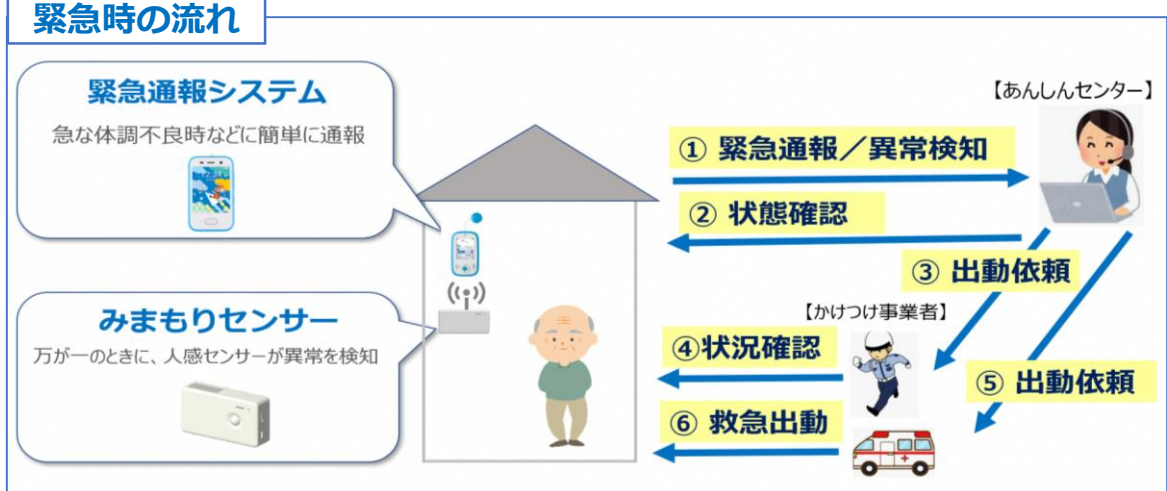 緊急時の流れ
緊急通報システム
急な体調不良時などに簡単に通報
みまもりセンサー
万が一のときに、人感センサーが異常を検知
【あんしんセンター】
① 緊急通報／異常検知
② 状態確認
③ 出動依頼
【かけつけ事業者】
④状況確認
⑤ 出動依頼
⑥ 救急出動